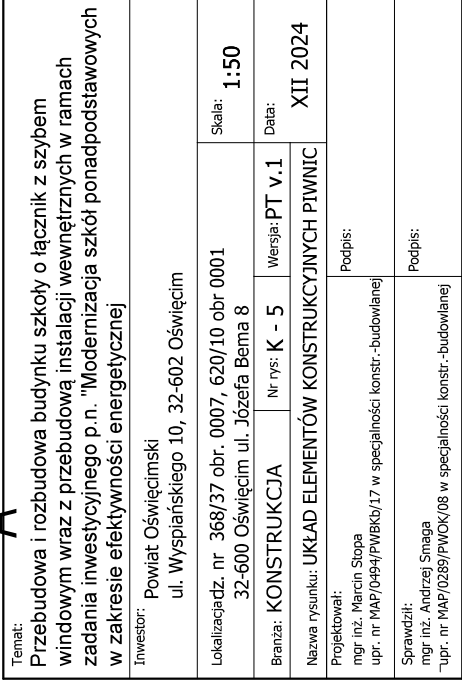 Temat:
Przebudowa i rozbudowa budynku szkoły o łącznik z szybem
windowym wraz z przebudową instalacji wewnętrznych w ramach
zadania inwestycyjnego p.n. "Modernizacja szkół ponadpodstawowych
w zakresie efektywności energetycznej
Inwestor:
Powiat Oświęcimski
ul. Wyspiańskiego 10, 32-602 Oświęcim
Lokalizacja:dz. nr 368/37 obr. 0007, 620/10 obr 0001
32-600 Oświęcim ul. Józefa Bema 8
Skala:
1:50
Branża: KONSTRUKCJA
Nr rys: K - 5
Wersja: PT v.1
Data:
XII 2024
Nazwa rysunku: UKŁAD ELEMENTÓW KONSTRUKCYJNYCH PIWNIC
Projektował:
mgr inż. Marcin Stopa
upr. nr MAP/0494/PWBKb/17 w specjalności konstr.-budowlanej
Podpis:
Sprawdził:
mgr inż. Andrzej Smaga
upr. nr MAP/0289/PWOK/08 w specjalności konstr.-budowlanej
Podpis: